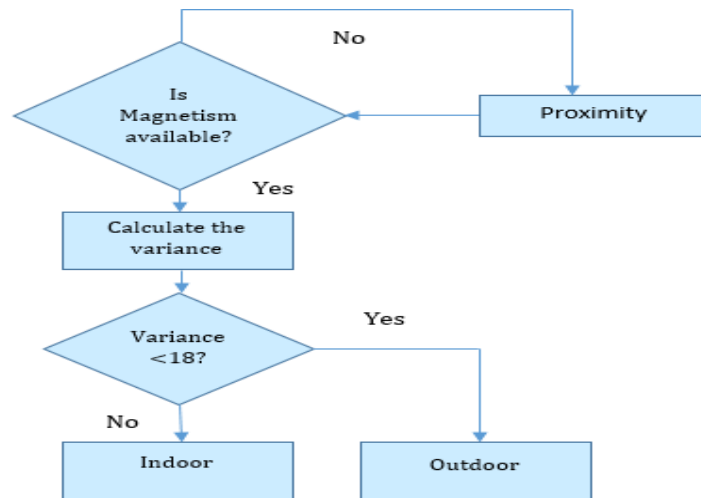 No
Is
Magnetism
available?
Proximity
Yes
Calculate the
variance
Variance
<18?
Yes
No
Indoor
Outdoor